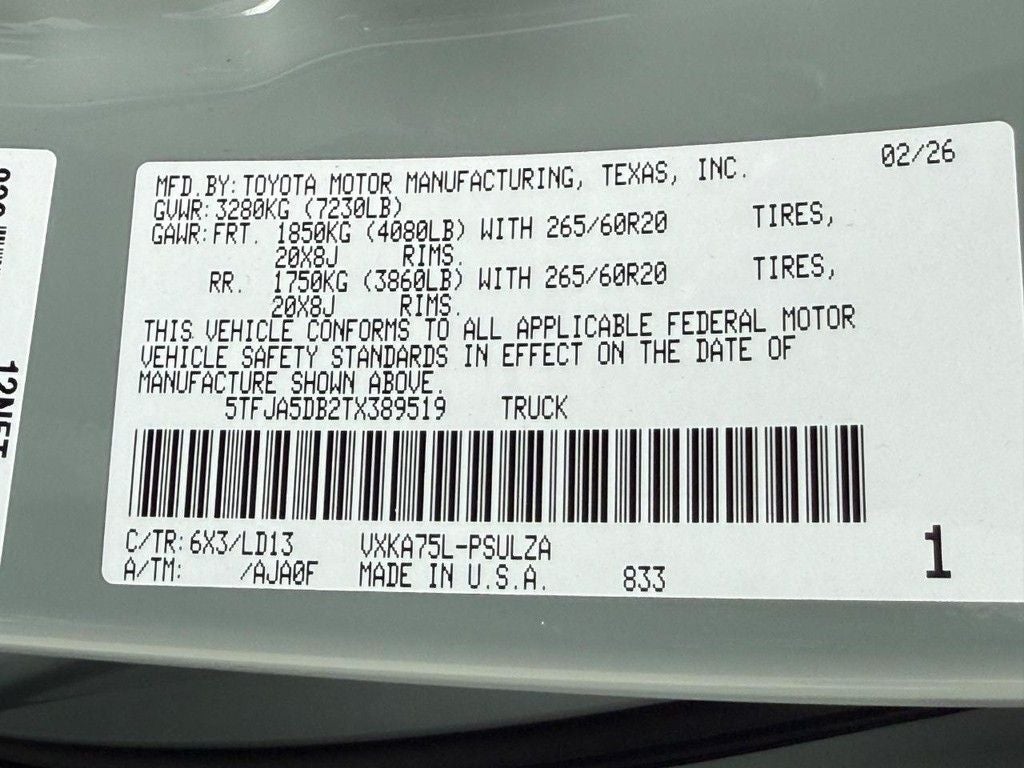 MFD.BY:TOYOTA MOTOR MANUFACTURING, TEXAS, INC. 02/26
GVWR:3280KG (7230LB)
GAWR:FRT. 1850KG (4080LB) WITH 265/60R20 TIRES,
20X8J RIMS.
RR. 1750KG (3860LB) WITH 265/60R20 TIRES,
20X8J RIMS.
THIS VEHICLE CONFORMS TO ALL APPLICABLE FEDERAL MOTOR
VEHICLE SAFETY STANDARDS IN EFFECT ON THE DATE OF
MANUFACTURE SHOWN ABOVE.
5TFJA5DB2TX389519 TRUCK
C/TR:6X3/LD13 VXKA75L-PSULZA
A/TM: /AJA0F MADE IN U.S.A. 833
1
12NFT